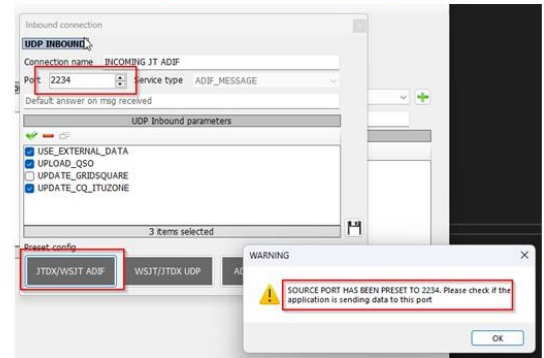 Inbound connection
UDP INBOUND
Connection name INCOMING JT ADIF
Port 2234 Service type ADIF_MESSAGE
Default answer on msg received
UDP Inbound parameters
USE_EXTERNAL_DATA
UPLOAD_QSO
UPDATE_GRIDSQUARE
UPDATE_CQ_ITUZONE
3 items selected
Preset config
JTDX/WSJT ADIF WSJT/JTDX UDP
WARNING
SOURCE PORT HAS BEEN PRESET TO 2234. Please check if the
application is sending data to this port
OK